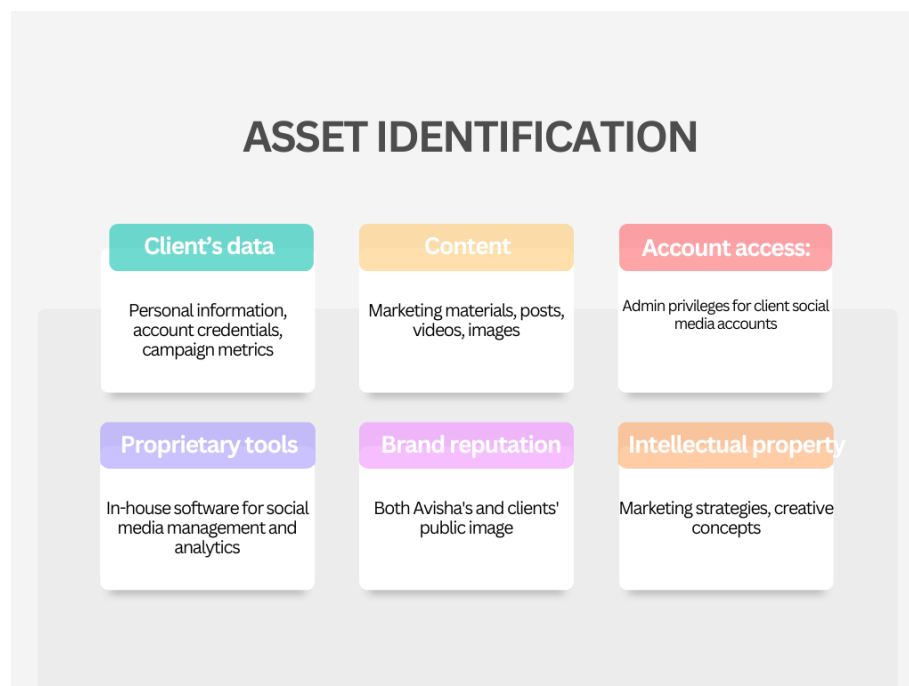 ASSET IDENTIFICATION
Client’s data
Personal information,
account credentials,
campaign metrics
Content
Marketing materials, posts,
videos, images
Account access:
Admin privileges for client social
media accounts
Proprietary tools
In-house software for social
media management and
analytics
Brand reputation
Both Avisha's and clients'
public image
Intellectual property
Marketing strategies, creative
concepts